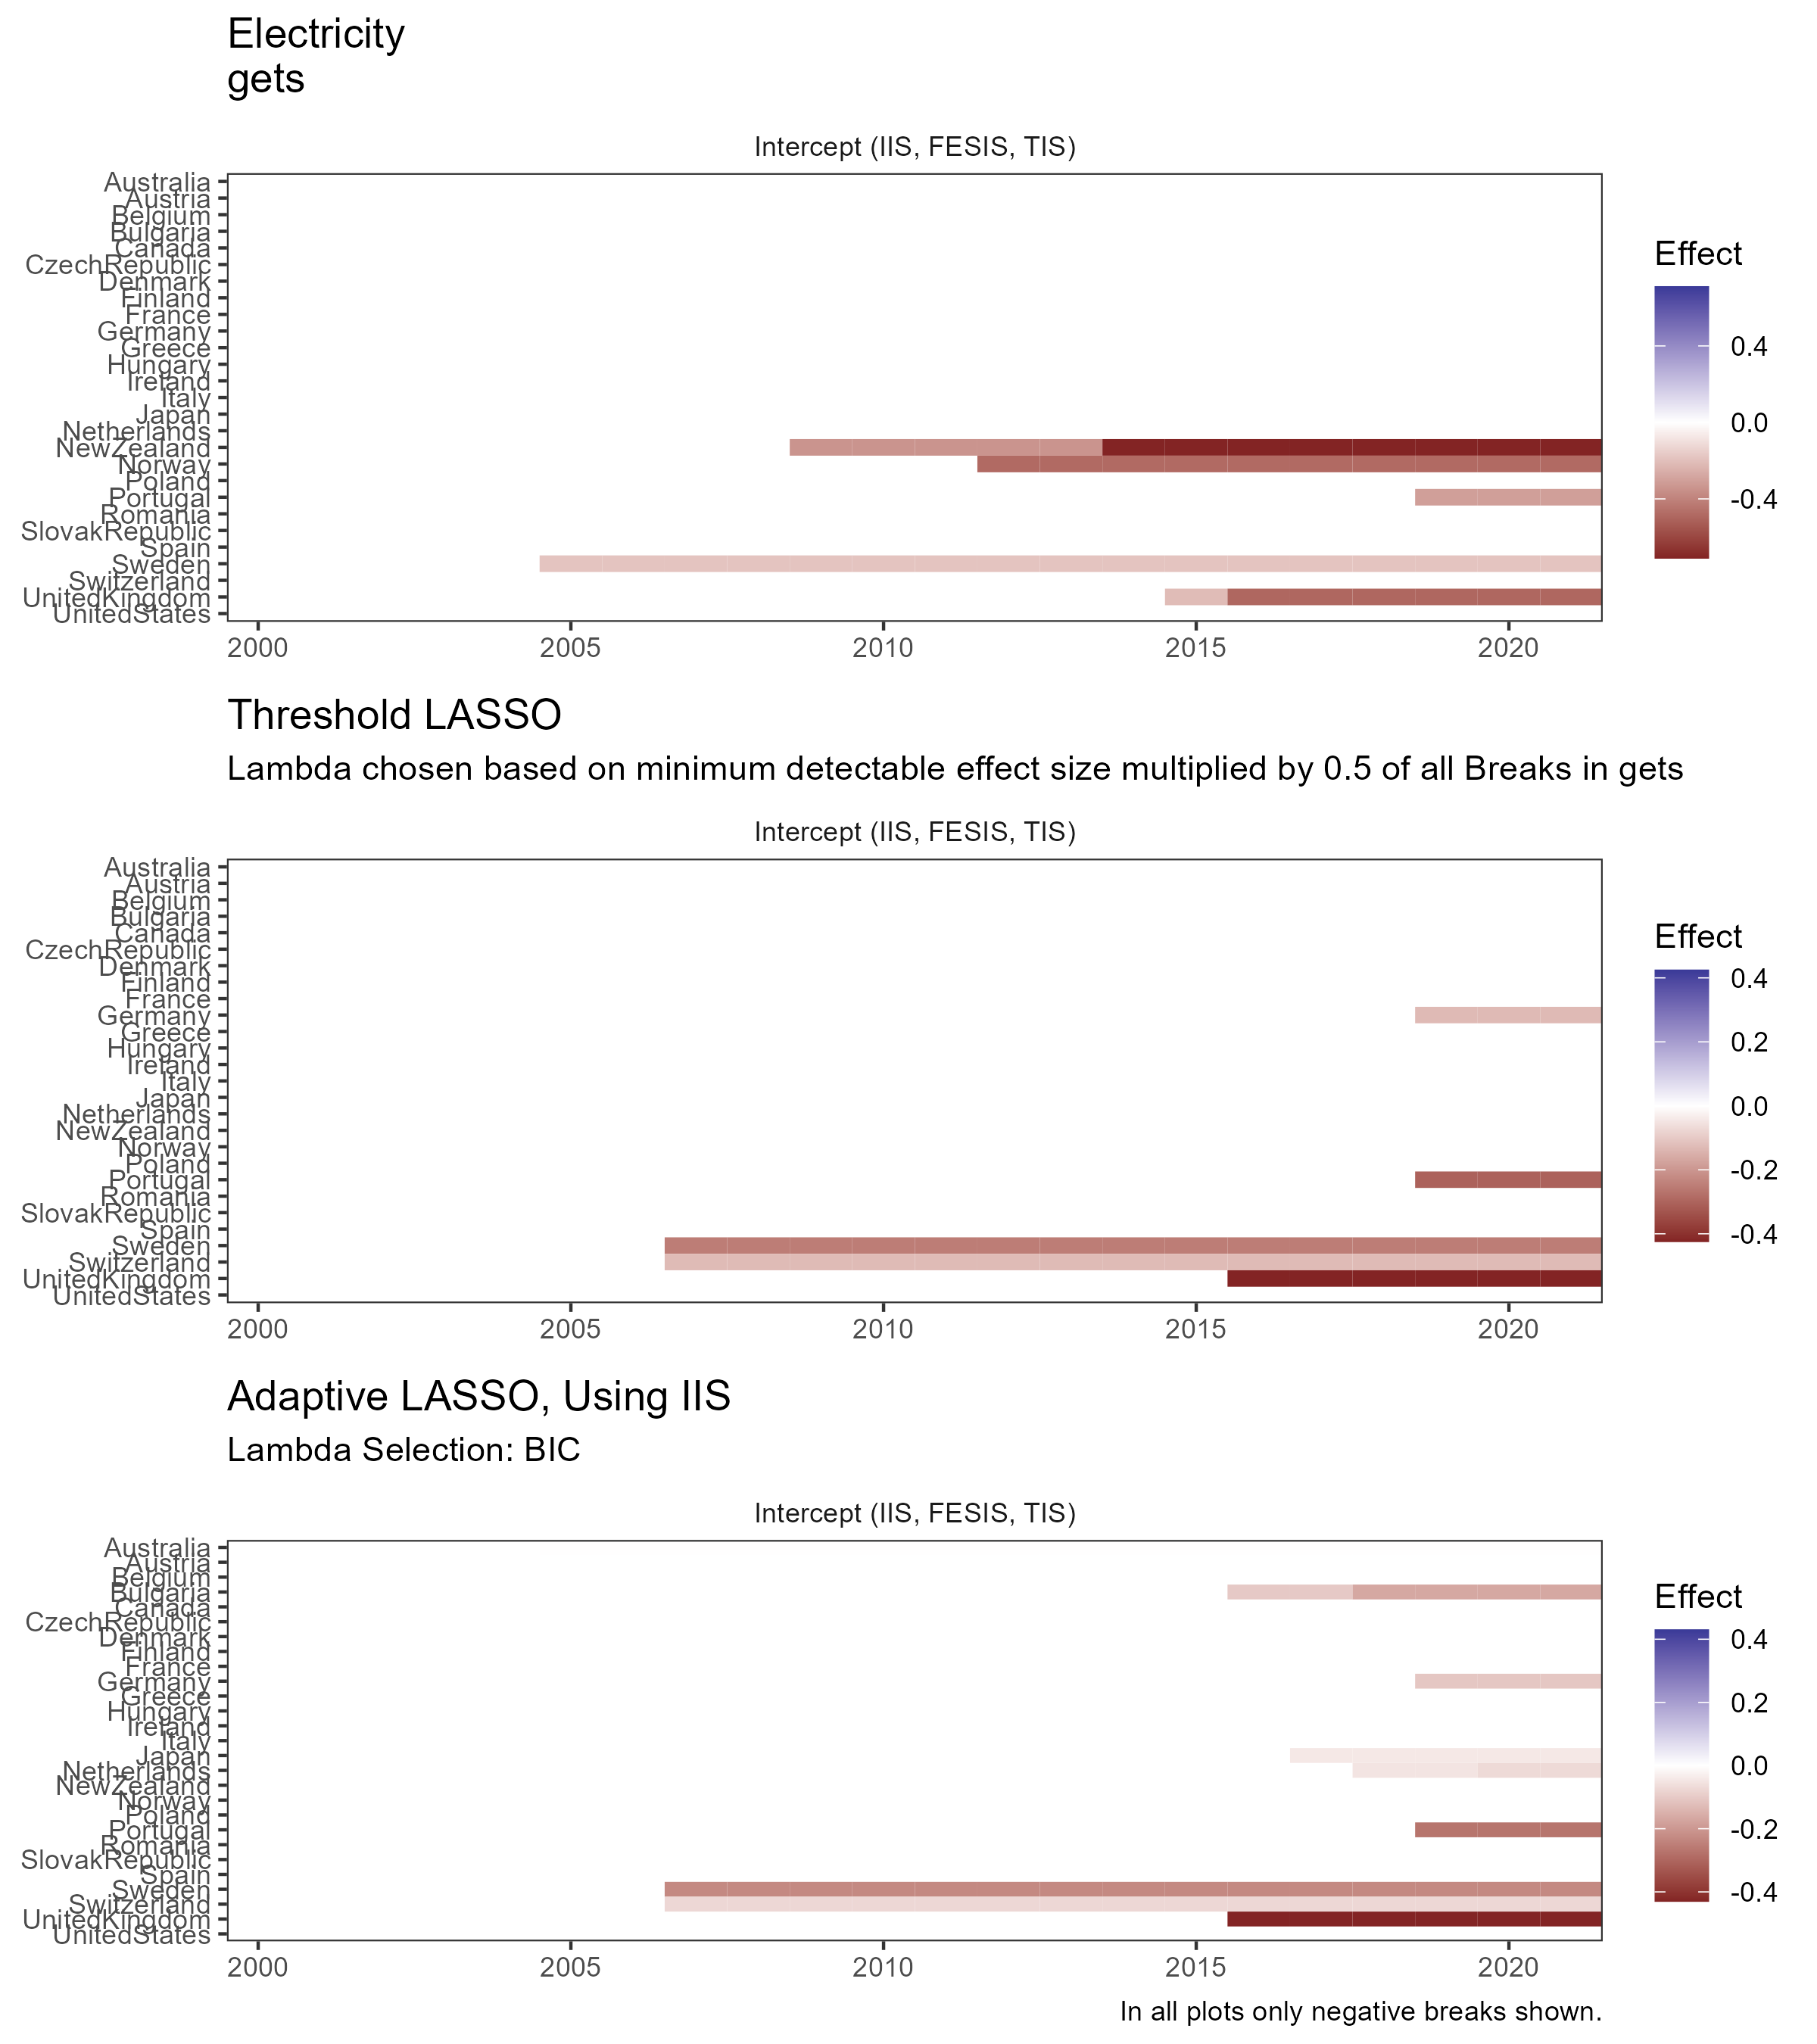 Electricity
gets
Intercept (IIS, FESIS, TIS)
Australia
Austria
Belgium
Bulgaria
Canada
CzechRepublic
Denmark
Finland
France
Germany
Greece
Hungary
Ireland
Italy
Japan
Netherlands
NewZealand
Norway
Poland
Portugal
Romania
SlovakRepublic
Spain
Sweden
Switzerland
UnitedKingdom
UnitedStates
2000 2005 2010 2015 2020
Effect
0.4
0.0
-0.4
Threshold LASSO
Lambda chosen based on minimum detectable effect size multiplied by 0.5 of all Breaks in gets
Intercept (IIS, FESIS, TIS)
Australia
Austria
Belgium
Bulgaria
Canada
CzechRepublic
Denmark
Finland
France
Germany
Greece
Hungary
Ireland
Italy
Japan
Netherlands
NewZealand
Norway
Poland
Portugal
Romania
SlovakRepublic
Spain
Sweden
Switzerland
UnitedKingdom
UnitedStates
2000 2005 2010 2015 2020
Effect
0.4
0.2
0.0
-0.2
-0.4
Adaptive LASSO, Using IIS
Lambda Selection: BIC
Intercept (IIS, FESIS, TIS)
Australia
Austria
Belgium
Bulgaria
Canada
CzechRepublic
Denmark
Finland
France
Germany
Greece
Hungary
Ireland
Italy
Japan
Netherlands
NewZealand
Norway
Poland
Portugal
Romania
SlovakRepublic
Spain
Sweden
Switzerland
UnitedKingdom
UnitedStates
2000 2005 2010 2015 2020
Effect
0.4
0.2
0.0
-0.2
-0.4
In all plots only negative breaks shown.